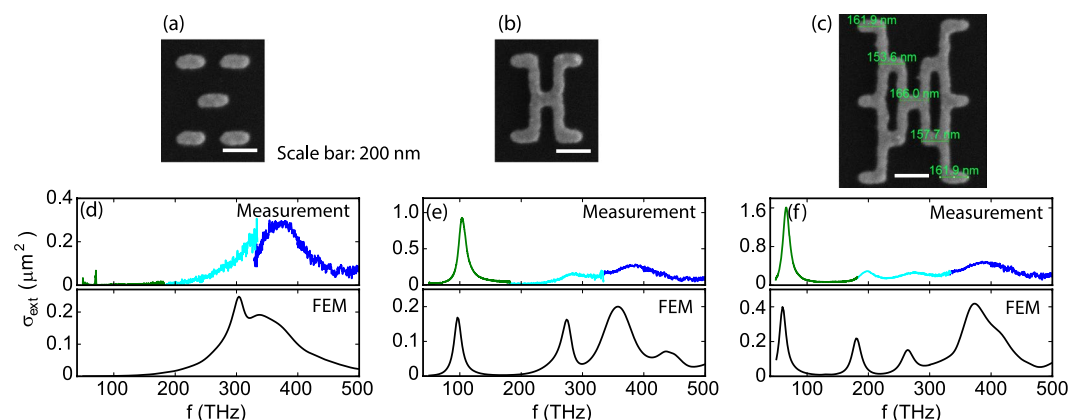 (a)
(b)
(c)
161.9 nm
153.6 nm
166.0 nm
157.7 nm
161.9 nm
Scale bar: 200 nm
(d) Measurement
(e) Measurement
(f) Measurement
0.4
0.2
0
1.0
0.5
0
1.6
0.8
0
σext (μm²)
FEM
FEM
FEM
0.2
0.1
0
0.2
0.1
0
0.4
0.2
0
100 200 300 400 500
100 200 300 400 500
100 200 300 400 500
f (THz)
f (THz)
f (THz)